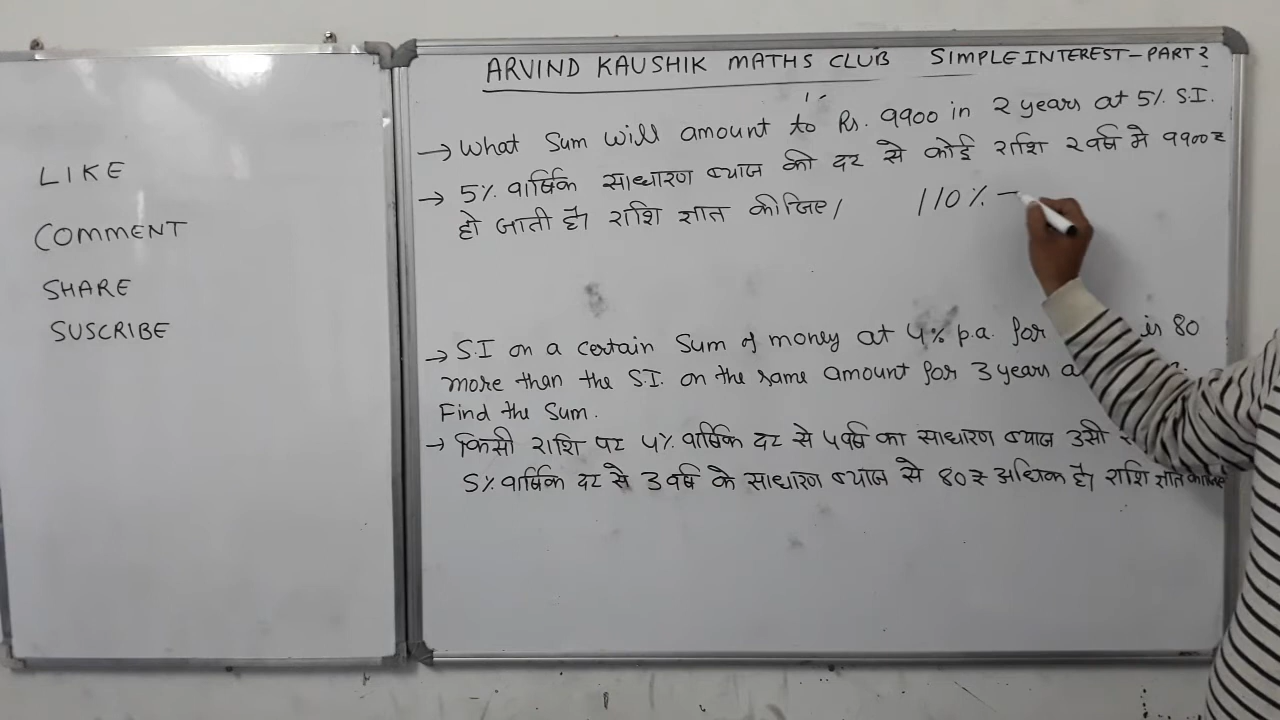 LIKE
COMMENT
SHARE
SUSCRIBE
ARVIND KAUSHIK MATHS CLUB SIMPLE INTEREST - PART 2
→ What Sum will amount to Rs. 9900 in 2 years at 5% S.I.
→ 5% वार्षिक साधारण ब्याज की दर से कोई राशि 2 वर्ष मे 9900₹
हो जाती है। राशि ज्ञात कीजिए। 110% -
→ S.I on a certain Sum of money at 4% p.a. for is 80
more than the S.I. on the same amount for 3 years
Find the Sum.
→ किसी राशि पर 4% वार्षिक दर से 4 वर्ष का साधारण ब्याज उसी
5% वार्षिक दर से 3 वर्ष के साधारण ब्याज से 80₹ अधिक है। राशि ज्ञात कीजिए